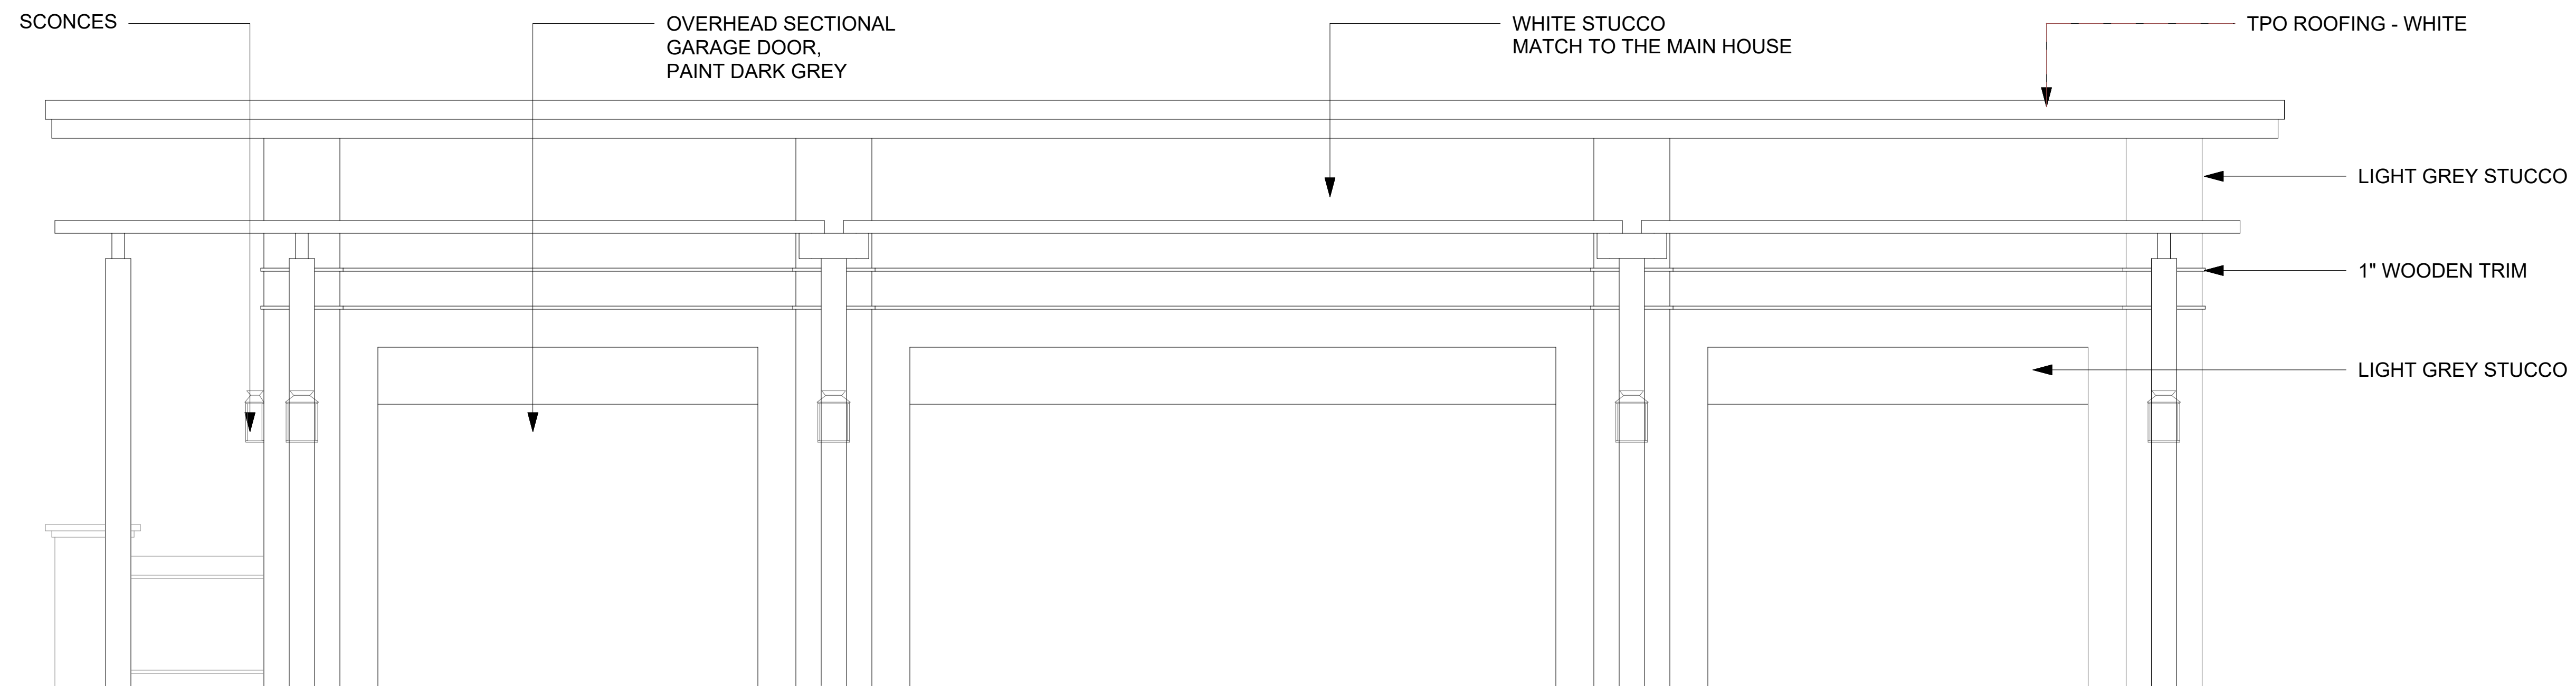 SCONCES
OVERHEAD SECTIONAL
GARAGE DOOR,
PAINT DARK GREY
WHITE STUCCO
MATCH TO THE MAIN HOUSE
TPO ROOFING - WHITE
LIGHT GREY STUCCO
1" WOODEN TRIM
LIGHT GREY STUCCO